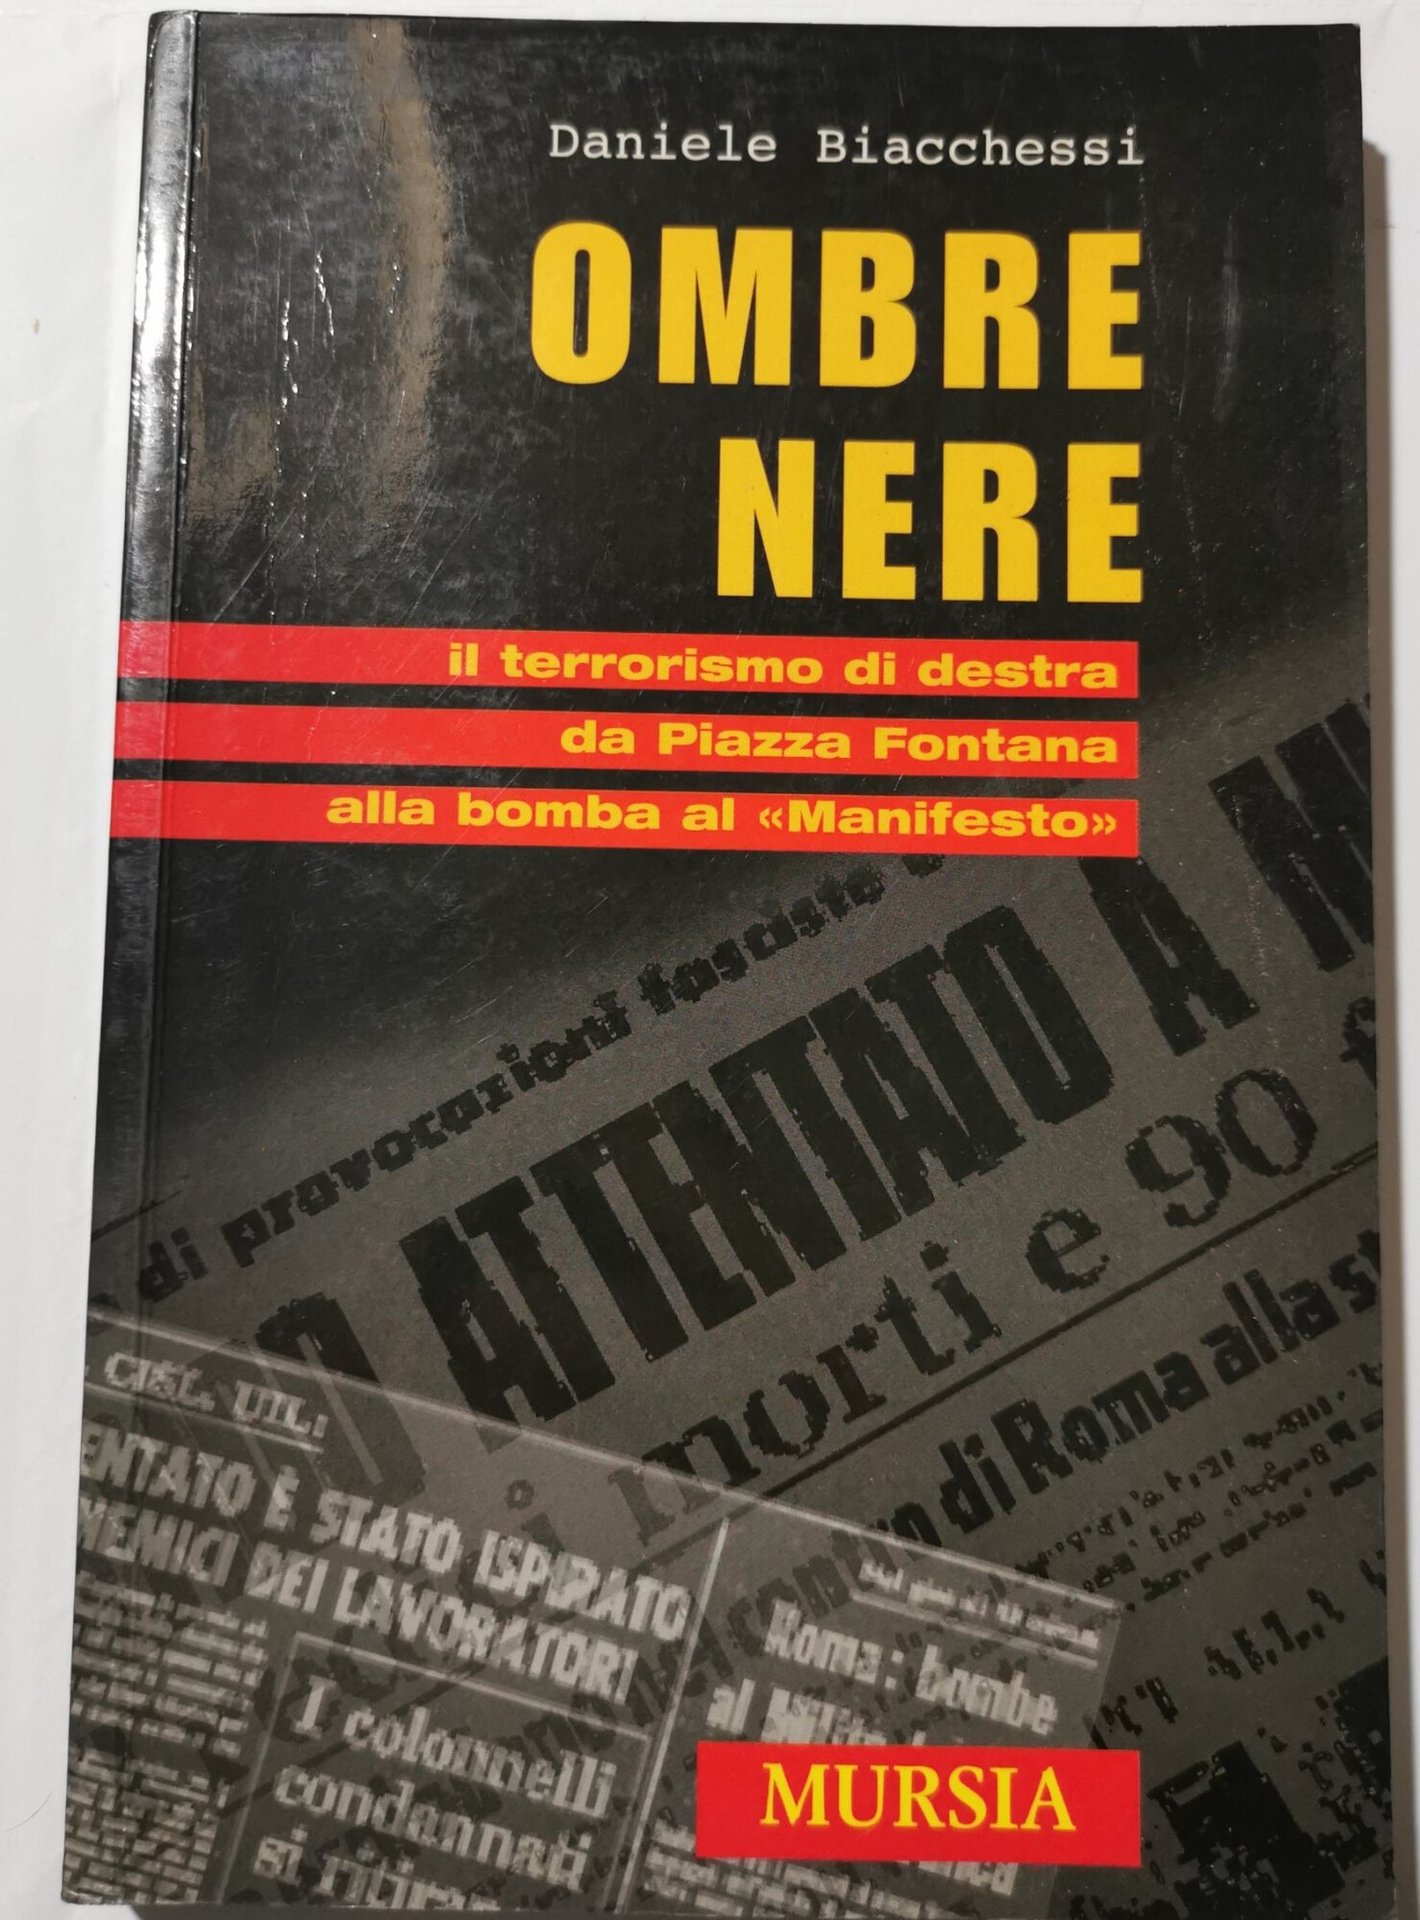 Daniele Biacchessi
OMBRE
NERE
il terrorismo di destra
da Piazza Fontana
alla bomba al «Manifesto»
di provocazioni fasciste
ATTENTATO A
morti e 90
di Roma alla
CISL, UIL:
ENTATO È STATO ISPIRATO
NEMICI DEI LAVORATORI
I colonnelli
condannati
Roma: bombe
al
MURSIA